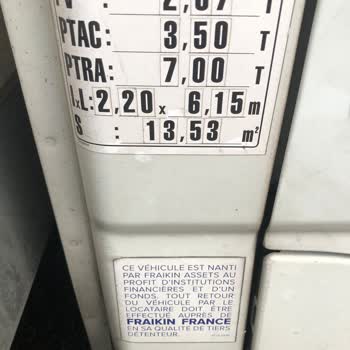 PTAC: 3,50 T
PTRA: 7,00 T
L: 2,20 x 6,15 m
S : 13,53 m²
CE VÉHICULE EST NANTI
PAR FRAIKIN ASSETS AU
PROFIT D'INSTITUTIONS
FINANCIÈRES ET D'UN
FONDS. TOUT RETOUR
DU VÉHICULE PAR LE
LOCATAIRE DOIT ÊTRE
EFFECTUÉ AUPRÈS DE
FRAIKIN FRANCE
EN SA QUALITÉ DE TIERS
DÉTENTEUR.